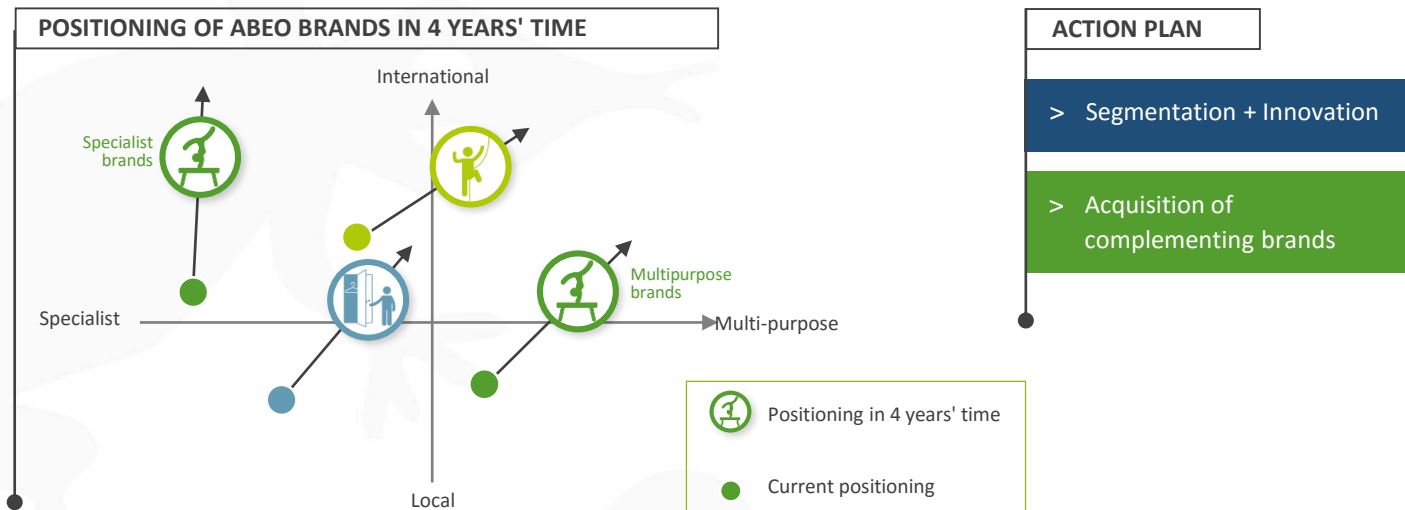 POSITIONING OF ABEO BRANDS IN 4 YEARS' TIME
International
Specialist
brands
Multipurpose
brands
Specialist
Multi-purpose
Local
Positioning in 4 years' time
Current positioning
ACTION PLAN
> Segmentation + Innovation
> Acquisition of
complementing brands